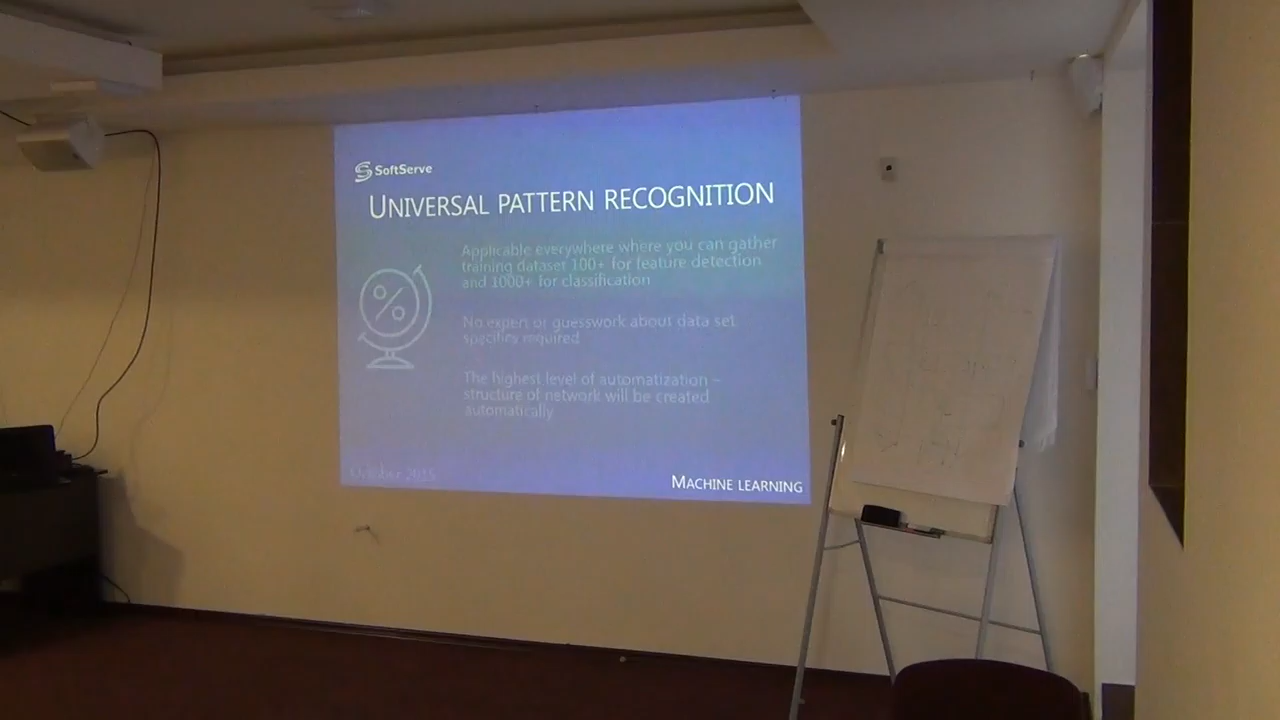 SoftServe
UNIVERSAL PATTERN RECOGNITION
Applicable everywhere where you can gather
training dataset 100+ for feature detection
and 1000+ for classification
No expert or guesswork about data set
specifics required
The highest level of automatization –
structure of network will be created
automatically
October 2015
MACHINE LEARNING